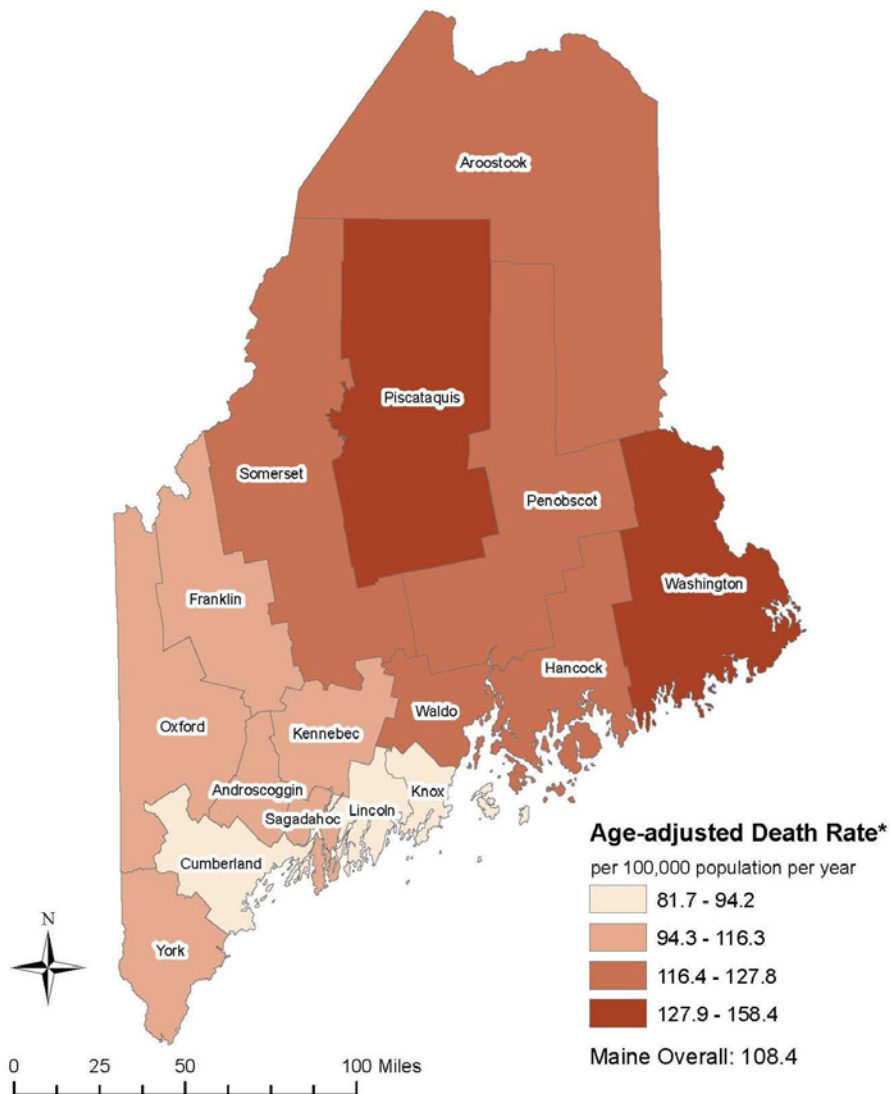 Aroostook
Piscataquis
Somerset
Penobscot
Washington
Franklin
Hancock
Waldo
Oxford
Kennebec
Androscoggin
Knox
Lincoln
Sagadahoc
Cumberland
York
N
Age-adjusted Death Rate*
per 100,000 population per year
81.7 - 94.2
94.3 - 116.3
116.4 - 127.8
127.9 - 158.4
Maine Overall: 108.4
0 25 50 100 Miles